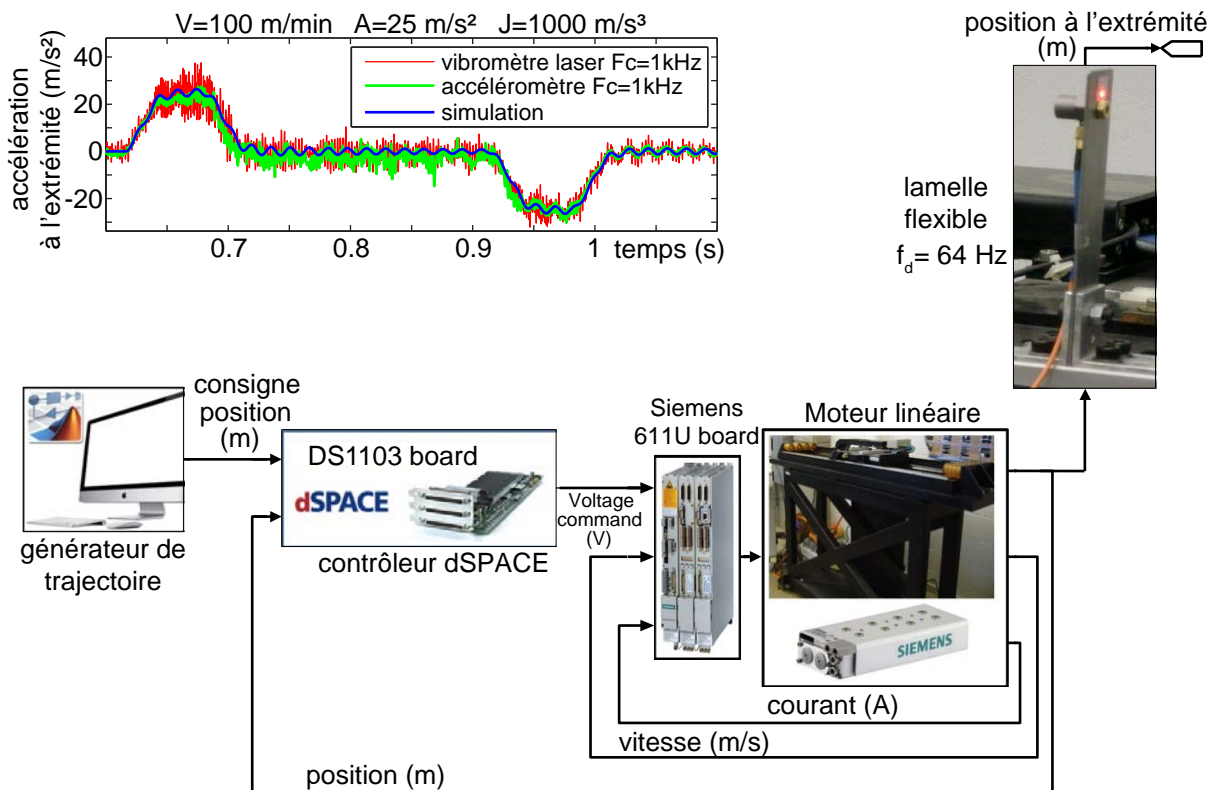 V=100 m/min A=25 m/s² J=1000 m/s³
accélération
à l'extrémité (m/s²)
40
20
0
-20
vibromètre laser Fc=1kHz
accéléromètre Fc=1kHz
simulation
0.7
0.8
0.9
1
temps (s)
position à l'extrémité
(m)
lamelle
flexible
fd= 64 Hz
consigne
position
(m)
générateur de
trajectoire
DS1103 board
dSPACE
contrôleur dSPACE
Voltage
command
(V)
Siemens
611U board
Moteur linéaire
SIEMENS
courant (A)
vitesse (m/s)
position (m)